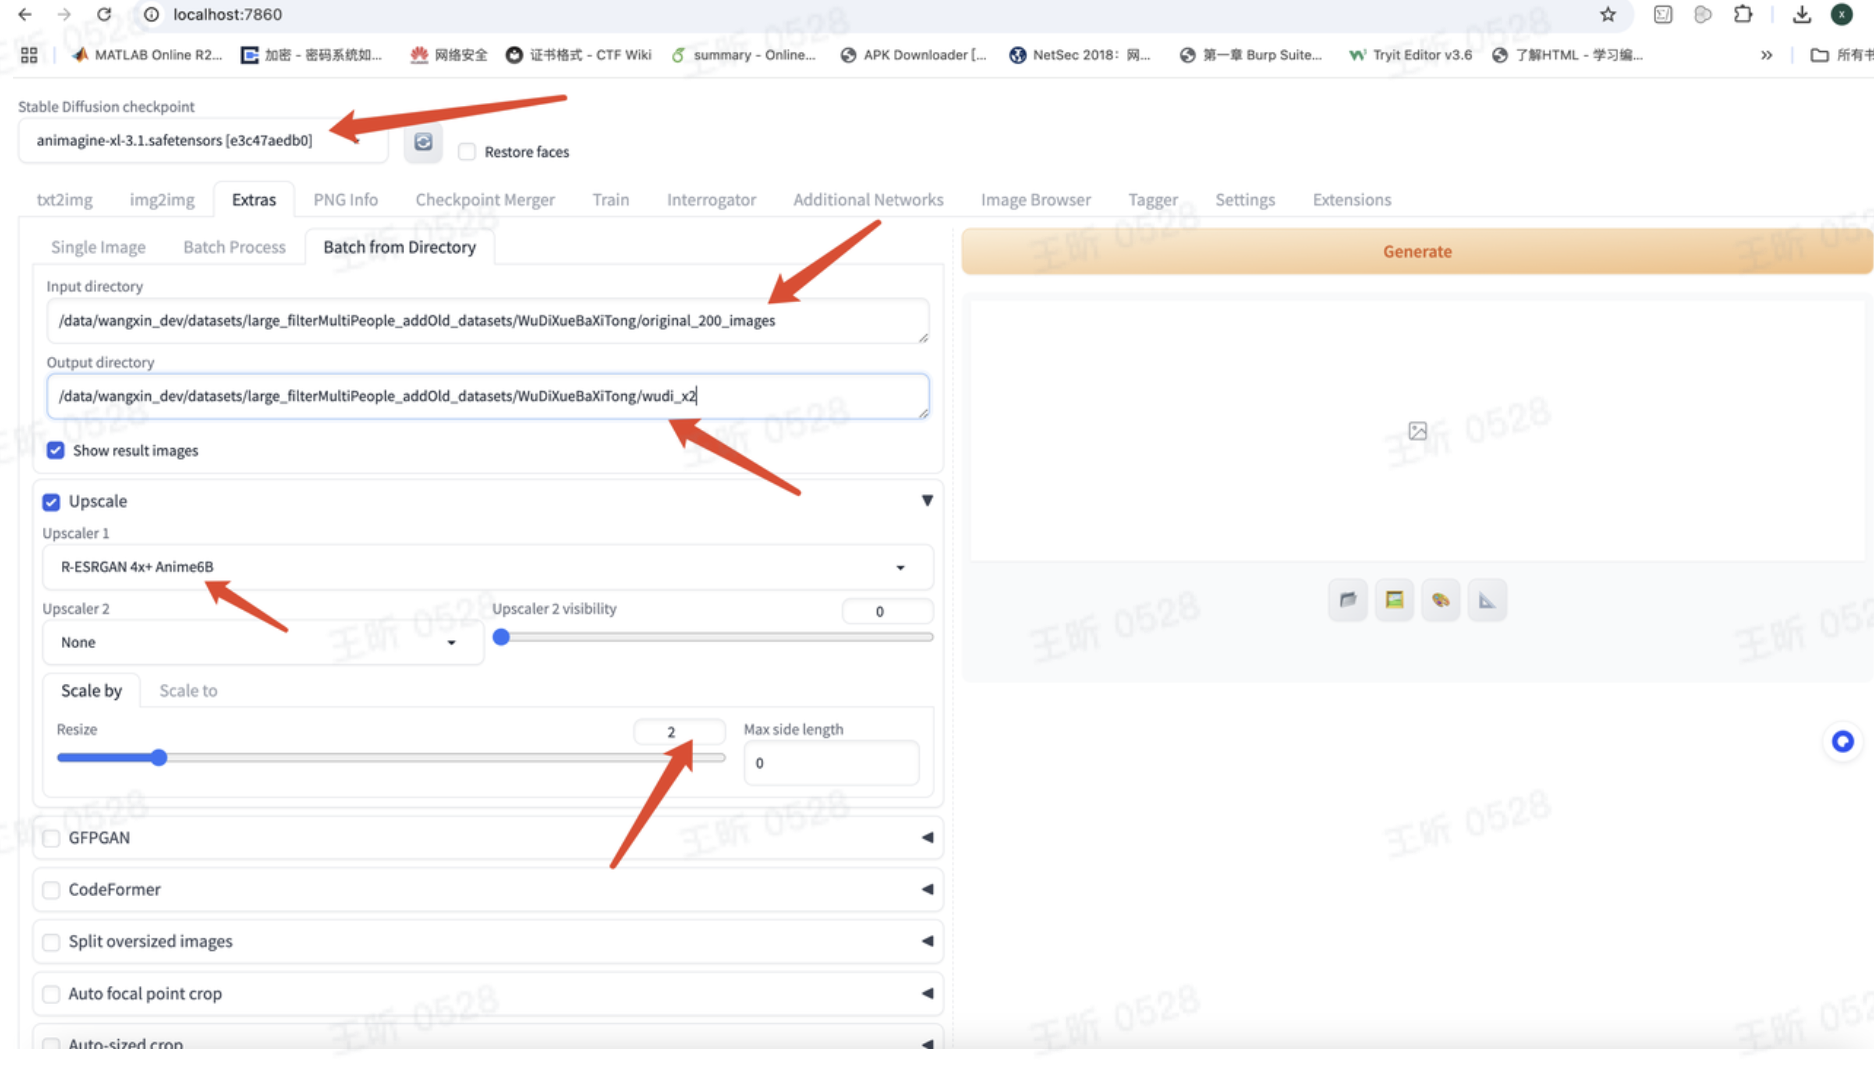 localhost:7860
x
MATLAB Online R2... 加密 - 密码系统如... 网络安全 证书格式 - CTF Wiki summary - Online... APK Downloader [... NetSec 2018：网... 第一章 Burp Suite... Tryit Editor v3.6 了解HTML - 学习编... » 所有书
Stable Diffusion checkpoint
animagine-xl-3.1.safetensors [e3c47aedb0]
Restore faces
txt2img img2img Extras PNG Info Checkpoint Merger Train Interrogator Additional Networks Image Browser Tagger Settings Extensions
Single Image Batch Process Batch from Directory
Generate
Input directory
/data/wangxin_dev/datasets/large_filterMultiPeople_addOld_datasets/WuDiXueBaXiTong/original_200_images
Output directory
/data/wangxin_dev/datasets/large_filterMultiPeople_addOld_datasets/WuDiXueBaXiTong/wudi_x2
Show result images
Upscale
Upscaler 1
R-ESRGAN 4x+ Anime6B
Upscaler 2 Upscaler 2 visibility 0
None
Scale by Scale to
Resize 2 Max side length
0
GFPGAN
CodeFormer
Split oversized images
Auto focal point crop
Auto-sized crop
王昕 0528